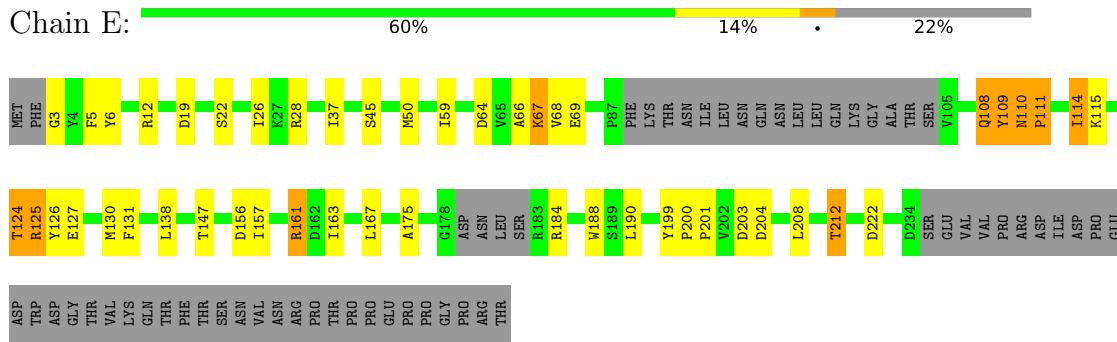 Chain E:
60% 14% • 22%
MET PHE G3 Y4 F5 Y6 R12 D19 S22 I26 K27 R28 I37 S45 M50 I59 D64 V65 A66 K67 V68 E69 P87 PHE LYS THR ASN ILE LEU ASN GLN ASN LEU LEU GLN LYS GLY ALA THR SER V105 Q108 Y109 N110 P111 I114 K115
T124 R125 Y126 E127 M130 F131 L138 T147 D156 I157 R161 D162 I163 L167 A175 G178 ASP ASN LEU SER R183 R184 W188 S189 L190 Y199 P200 P201 V202 D203 D204 L208 T212 D222 D234 SER GLU VAL VAL PRO ARG ASP ILE ASP PRO GLU
ASP TRP ASP GLY THR VAL LYS GLN THR PHE THR SER ASN VAL ASN ARG PRO THR PRO PRO GLU PRO PRO GLY PRO ARG THR